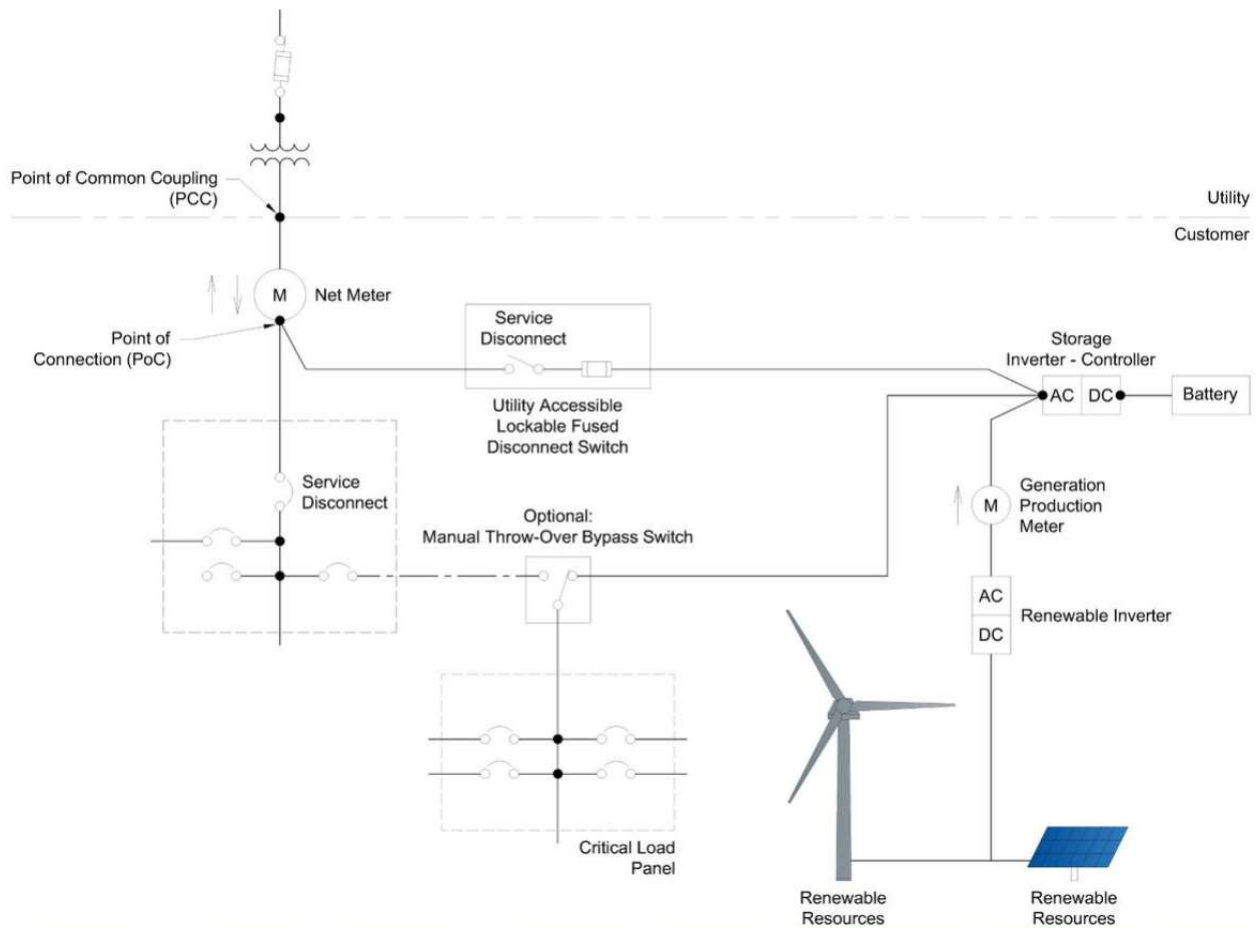 Point of Common Coupling
(PCC)
Utility
Customer
M
Net Meter
Point of
Connection (PoC)
Service
Disconnect
Utility Accessible
Lockable Fused
Disconnect Switch
Storage
Inverter - Controller
AC
DC
Battery
Service
Disconnect
Optional:
Manual Throw-Over Bypass Switch
M
Generation
Production
Meter
AC
DC
Renewable Inverter
Critical Load
Panel
Renewable
Resources
Renewable
Resources